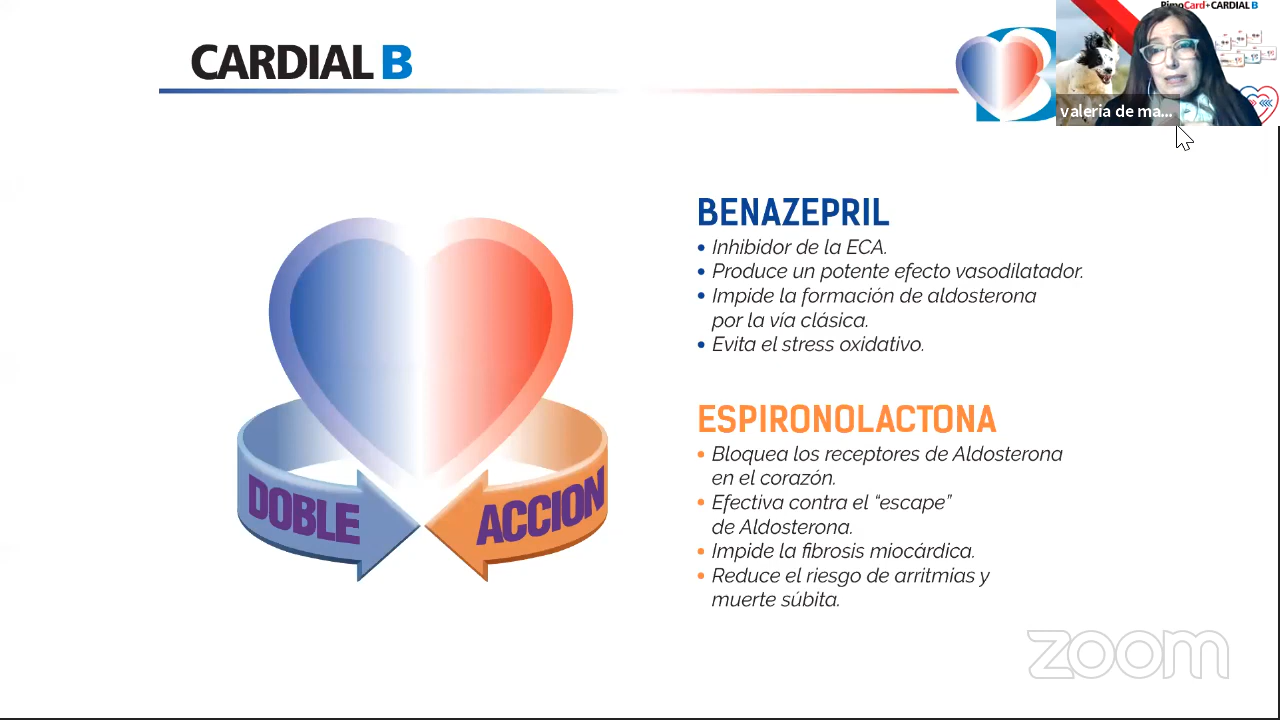 CARDIAL B
PimoCard+CARDIAL B
valeria de ma...
BENAZEPRIL
• Inhibidor de la ECA.
• Produce un potente efecto vasodilatador.
• Impide la formación de aldosterona
por la vía clásica.
• Evita el stress oxidativo.
DOBLE ACCION
ESPIRONOLACTONA
• Bloquea los receptores de Aldosterona
en el corazón.
• Efectiva contra el “escape”
de Aldosterona.
• Impide la fibrosis miocárdica.
• Reduce el riesgo de arritmias y
muerte súbita.
zoom